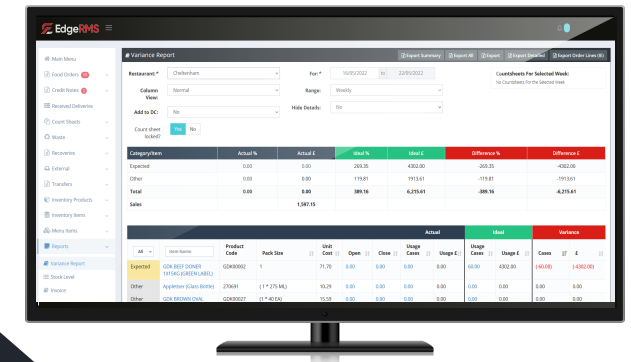 EdgeRMS
Main Menu
Food Orders
Credit Notes
Received Deliveries
Count Sheets
Waste
Recoveries
External
Transfers
Inventory Products
Inventory Items
Menu Items
Reports
Variance Report
Stock Level
Invoice
Variance Report
Export Summary Export All Export Export Detailed Export Order Lines (B)
Restaurant:* Cheltenham For:* 16/05/2022 to 22/05/2022 Countsheets For Selected Week:
No Countsheets For the Selected Week
Column View: Normal Range: Weekly
Add to DC: No Hide Details: No
Count sheet locked? Yes No
Category/Item Actual % Actual £ Ideal % Ideal £ Difference % Difference £
Expected 0.00 0.00 269.35 4302.00 -269.35 -4302.00
Other 0.00 0.00 119.81 1913.61 -119.81 -1913.61
Total 0.00 0.00 389.16 6,215.61 -389.16 -6,215.61
Sales 1,597.15
Actual Ideal Variance
All Item Name Product Code Pack Size Unit Cost Open Close Usage Cases Usage £ Usage Cases Usage £ Cases £
Expected GDK BEEF DONER 1X15KG (GREEN LABEL) GDK00002 1 71.70 0.00 0.00 0.00 0.00 60.00 4302.00 (-60.00) (-4302.00)
Other Appletiser (Glass Bottle) 270691 (1 * 275 ML) 10.29 0.00 0.00 0.00 0.00 0.00 0.00 0.00 0.00
Other GDK BROWN OVAL GDK00027 (1 * 40 EA) 15.59 0.00 0.00 0.00 0.00 0.00 0.00 0.00 0.00